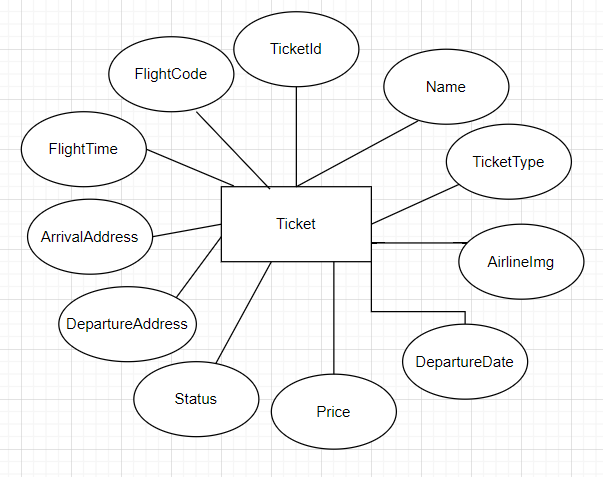 TicketId
FlightCode
Name
FlightTime
TicketType
Ticket
ArrivalAddress
AirlineImg
DepartureAddress
DepartureDate
Status
Price